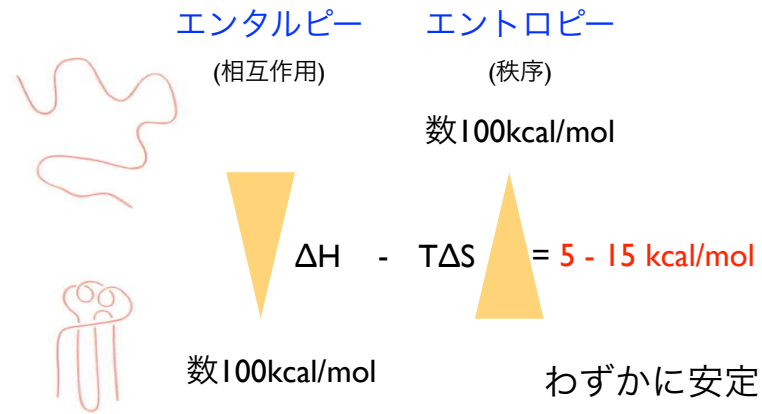 エンタルピー エントロピー
(相互作用) (秩序)
数100kcal/mol
ΔH - TΔS = 5 - 15 kcal/mol
数100kcal/mol
わずかに安定